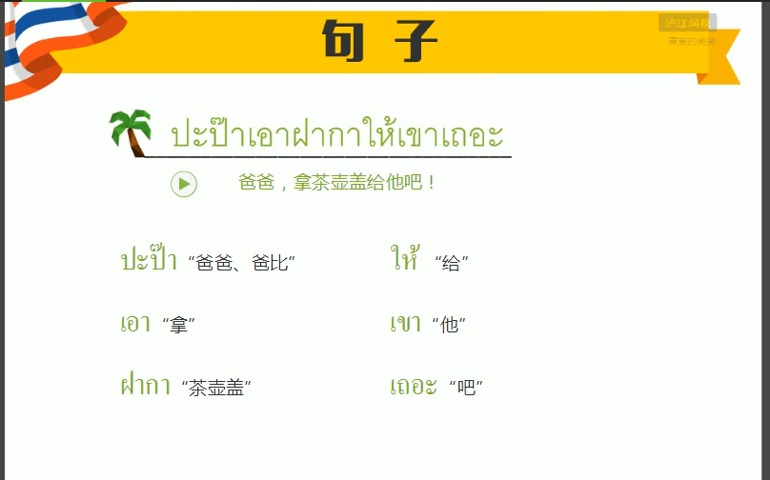 句 子
沪江网校
ปะป๊าเอาฝากาให้เขาเถอะ
爸爸，拿茶壶盖给他吧！
ปะป๊า “爸爸、爸比” ให้ “给”
เอา “拿” เขา “他”
ฝากา “茶壶盖” เถอะ “吧”